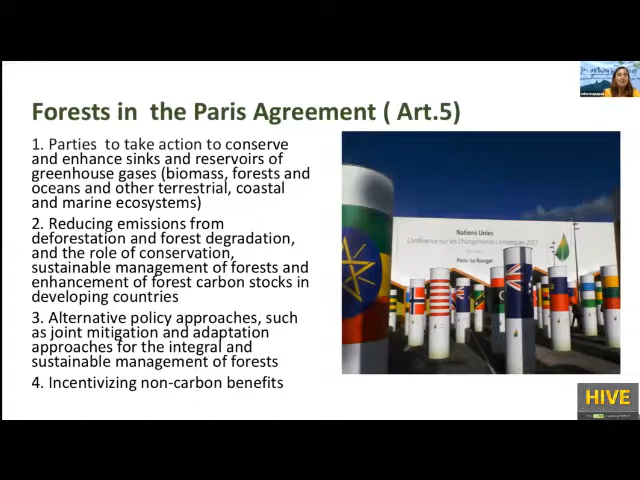 Forests in the Paris Agreement ( Art.5)
1. Parties to take action to conserve
and enhance sinks and reservoirs of
greenhouse gases (biomass, forests and
oceans and other terrestrial, coastal
and marine ecosystems)
2. Reducing emissions from
deforestation and forest degradation,
and the role of conservation,
sustainable management of forests and
enhancement of forest carbon stocks in
developing countries
3. Alternative policy approaches, such
as joint mitigation and adaptation
approaches for the integral and
sustainable management of forests
4. Incentivizing non-carbon benefits
Nations Unies
Conférence sur les Changements Climatiques 2015
Paris-Le Bourget
HIVE